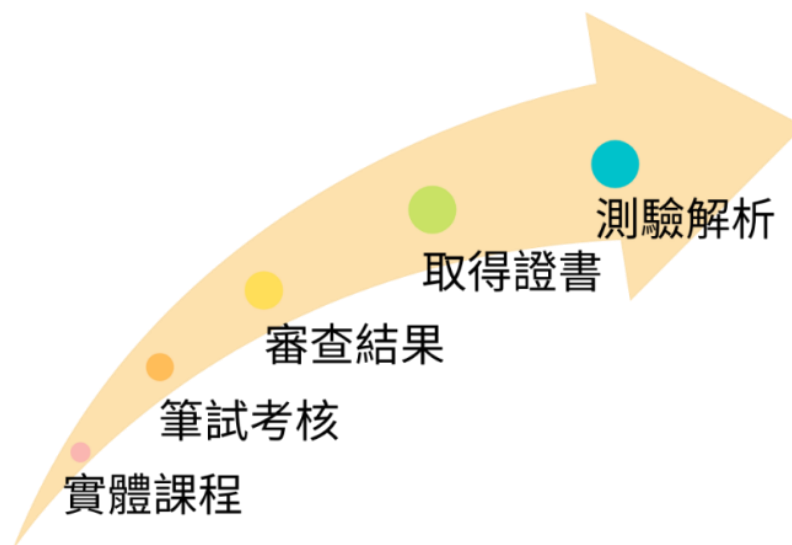 測驗解析
取得證書
審查結果
筆試考核
實體課程